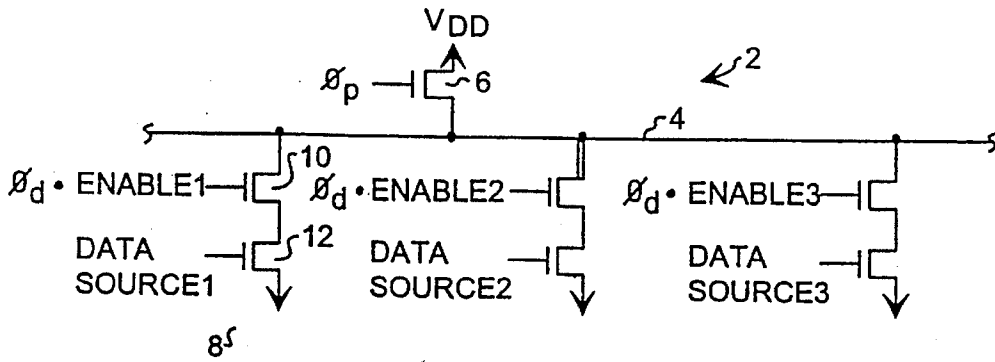 VDD
2
Øp
6
4
Ød • ENABLE1
10
Ød • ENABLE2
Ød • ENABLE3
DATA
SOURCE1
12
DATA
SOURCE2
DATA
SOURCE3
8